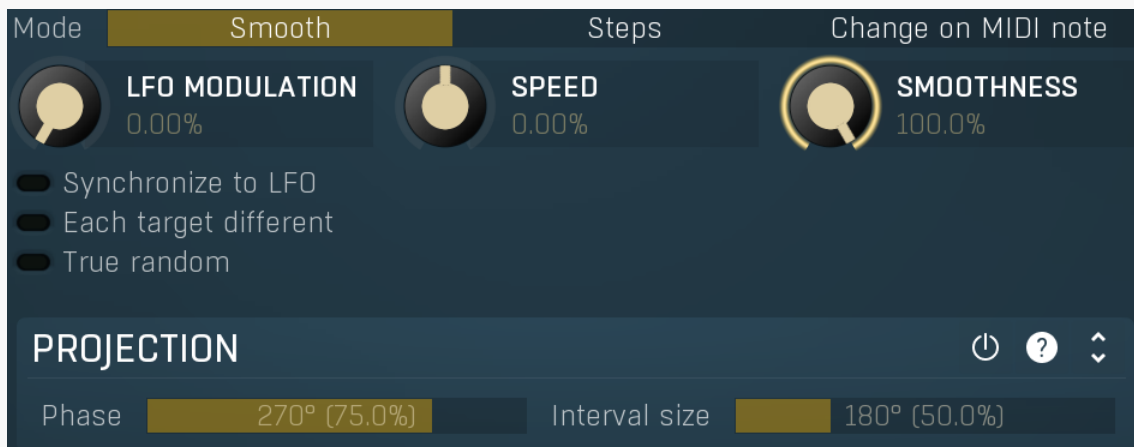 Mode Smooth Steps Change on MIDI note
LFO MODULATION SPEED SMOOTHNESS
0.00% 0.00% 100.0%
Synchronize to LFO
Each target different
True random
PROJECTION ?
Phase 270° (75.0%) Interval size 180° (50.0%)